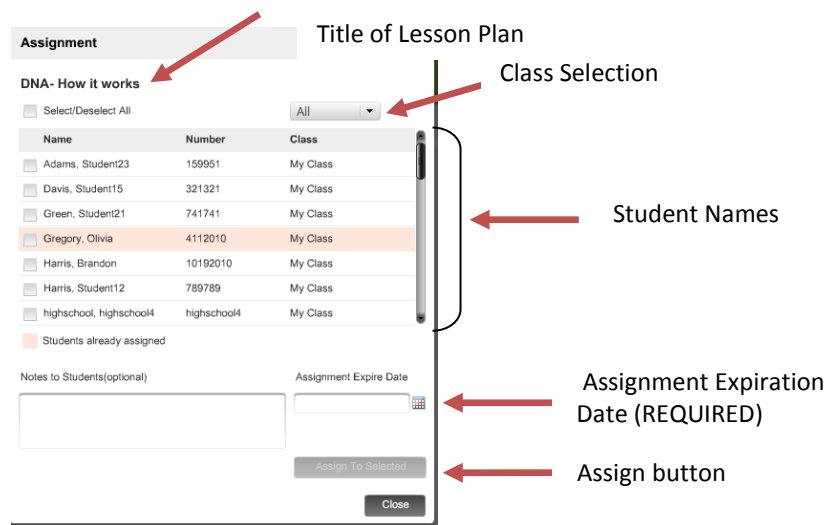 Assignment
Title of Lesson Plan
DNA- How it works
Class Selection
Select/Deselect All
All
Name Number Class
Adams, Student23 159951 My Class
Davis, Student15 321321 My Class
Green, Student21 741741 My Class
Student Names
Gregory, Olivia 4112010 My Class
Harris, Brandon 10192010 My Class
Harris, Student12 789789 My Class
highschool, highschool4 highschool4 My Class
Students already assigned
Notes to Students(optional) Assignment Expire Date
Assignment Expiration
Date (REQUIRED)
Assign To Selected
Assign button
Close